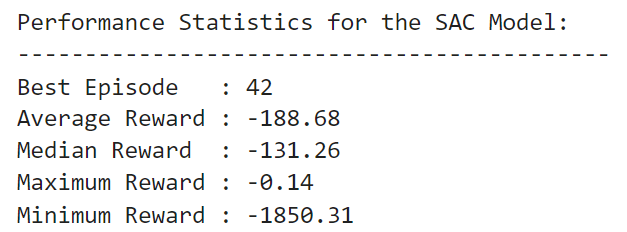 Performance Statistics for the SAC Model:
--------------------------------------------
Best Episode   : 42
Average Reward : -188.68
Median Reward  : -131.26
Maximum Reward : -0.14
Minimum Reward : -1850.31